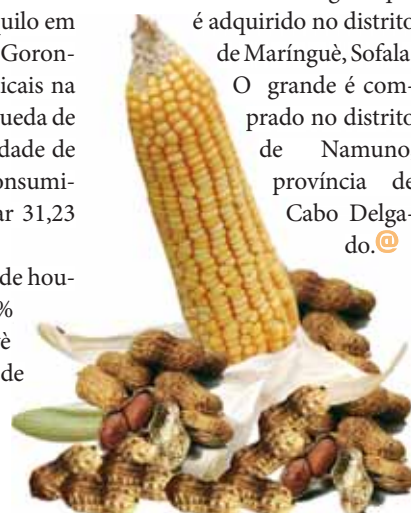 quilo em
Goron-
icais na
ueda de
dade de
onsumi-
ar 31,23
de hou-
%
è
de
é adquirido no distrito
de Marínguè, Sofala
O grande é com-
prado no distrito
de Namuno
província de
Cabo Delga-
do.@